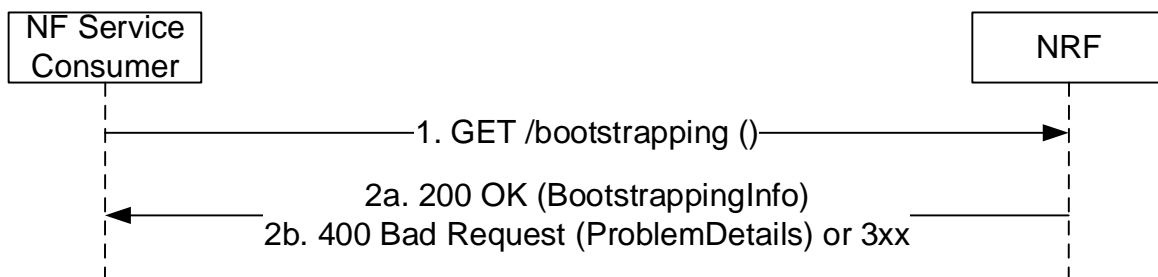 NF Service
Consumer
NRF
1. GET /bootstrapping ()
2a. 200 OK (BootstrappingInfo)
2b. 400 Bad Request (ProblemDetails) or 3xx